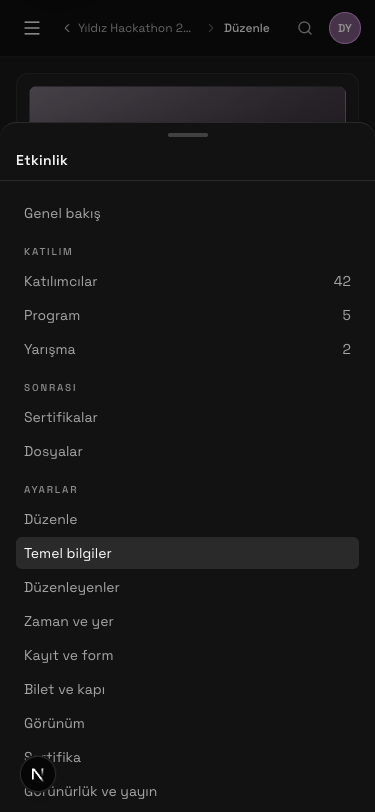 Yıldız Hackathon 2...
Düzenle
DY
Etkinlik
Genel bakış
KATILIM
Katılımcılar 42
Program 5
Yarışma 2
SONRASI
Sertifikalar
Dosyalar
AYARLAR
Düzenle
Temel bilgiler
Düzenleyenler
Zaman ve yer
Kayıt ve form
Bilet ve kapı
Görünüm
Sertifika
N
Görünürlük ve yayın